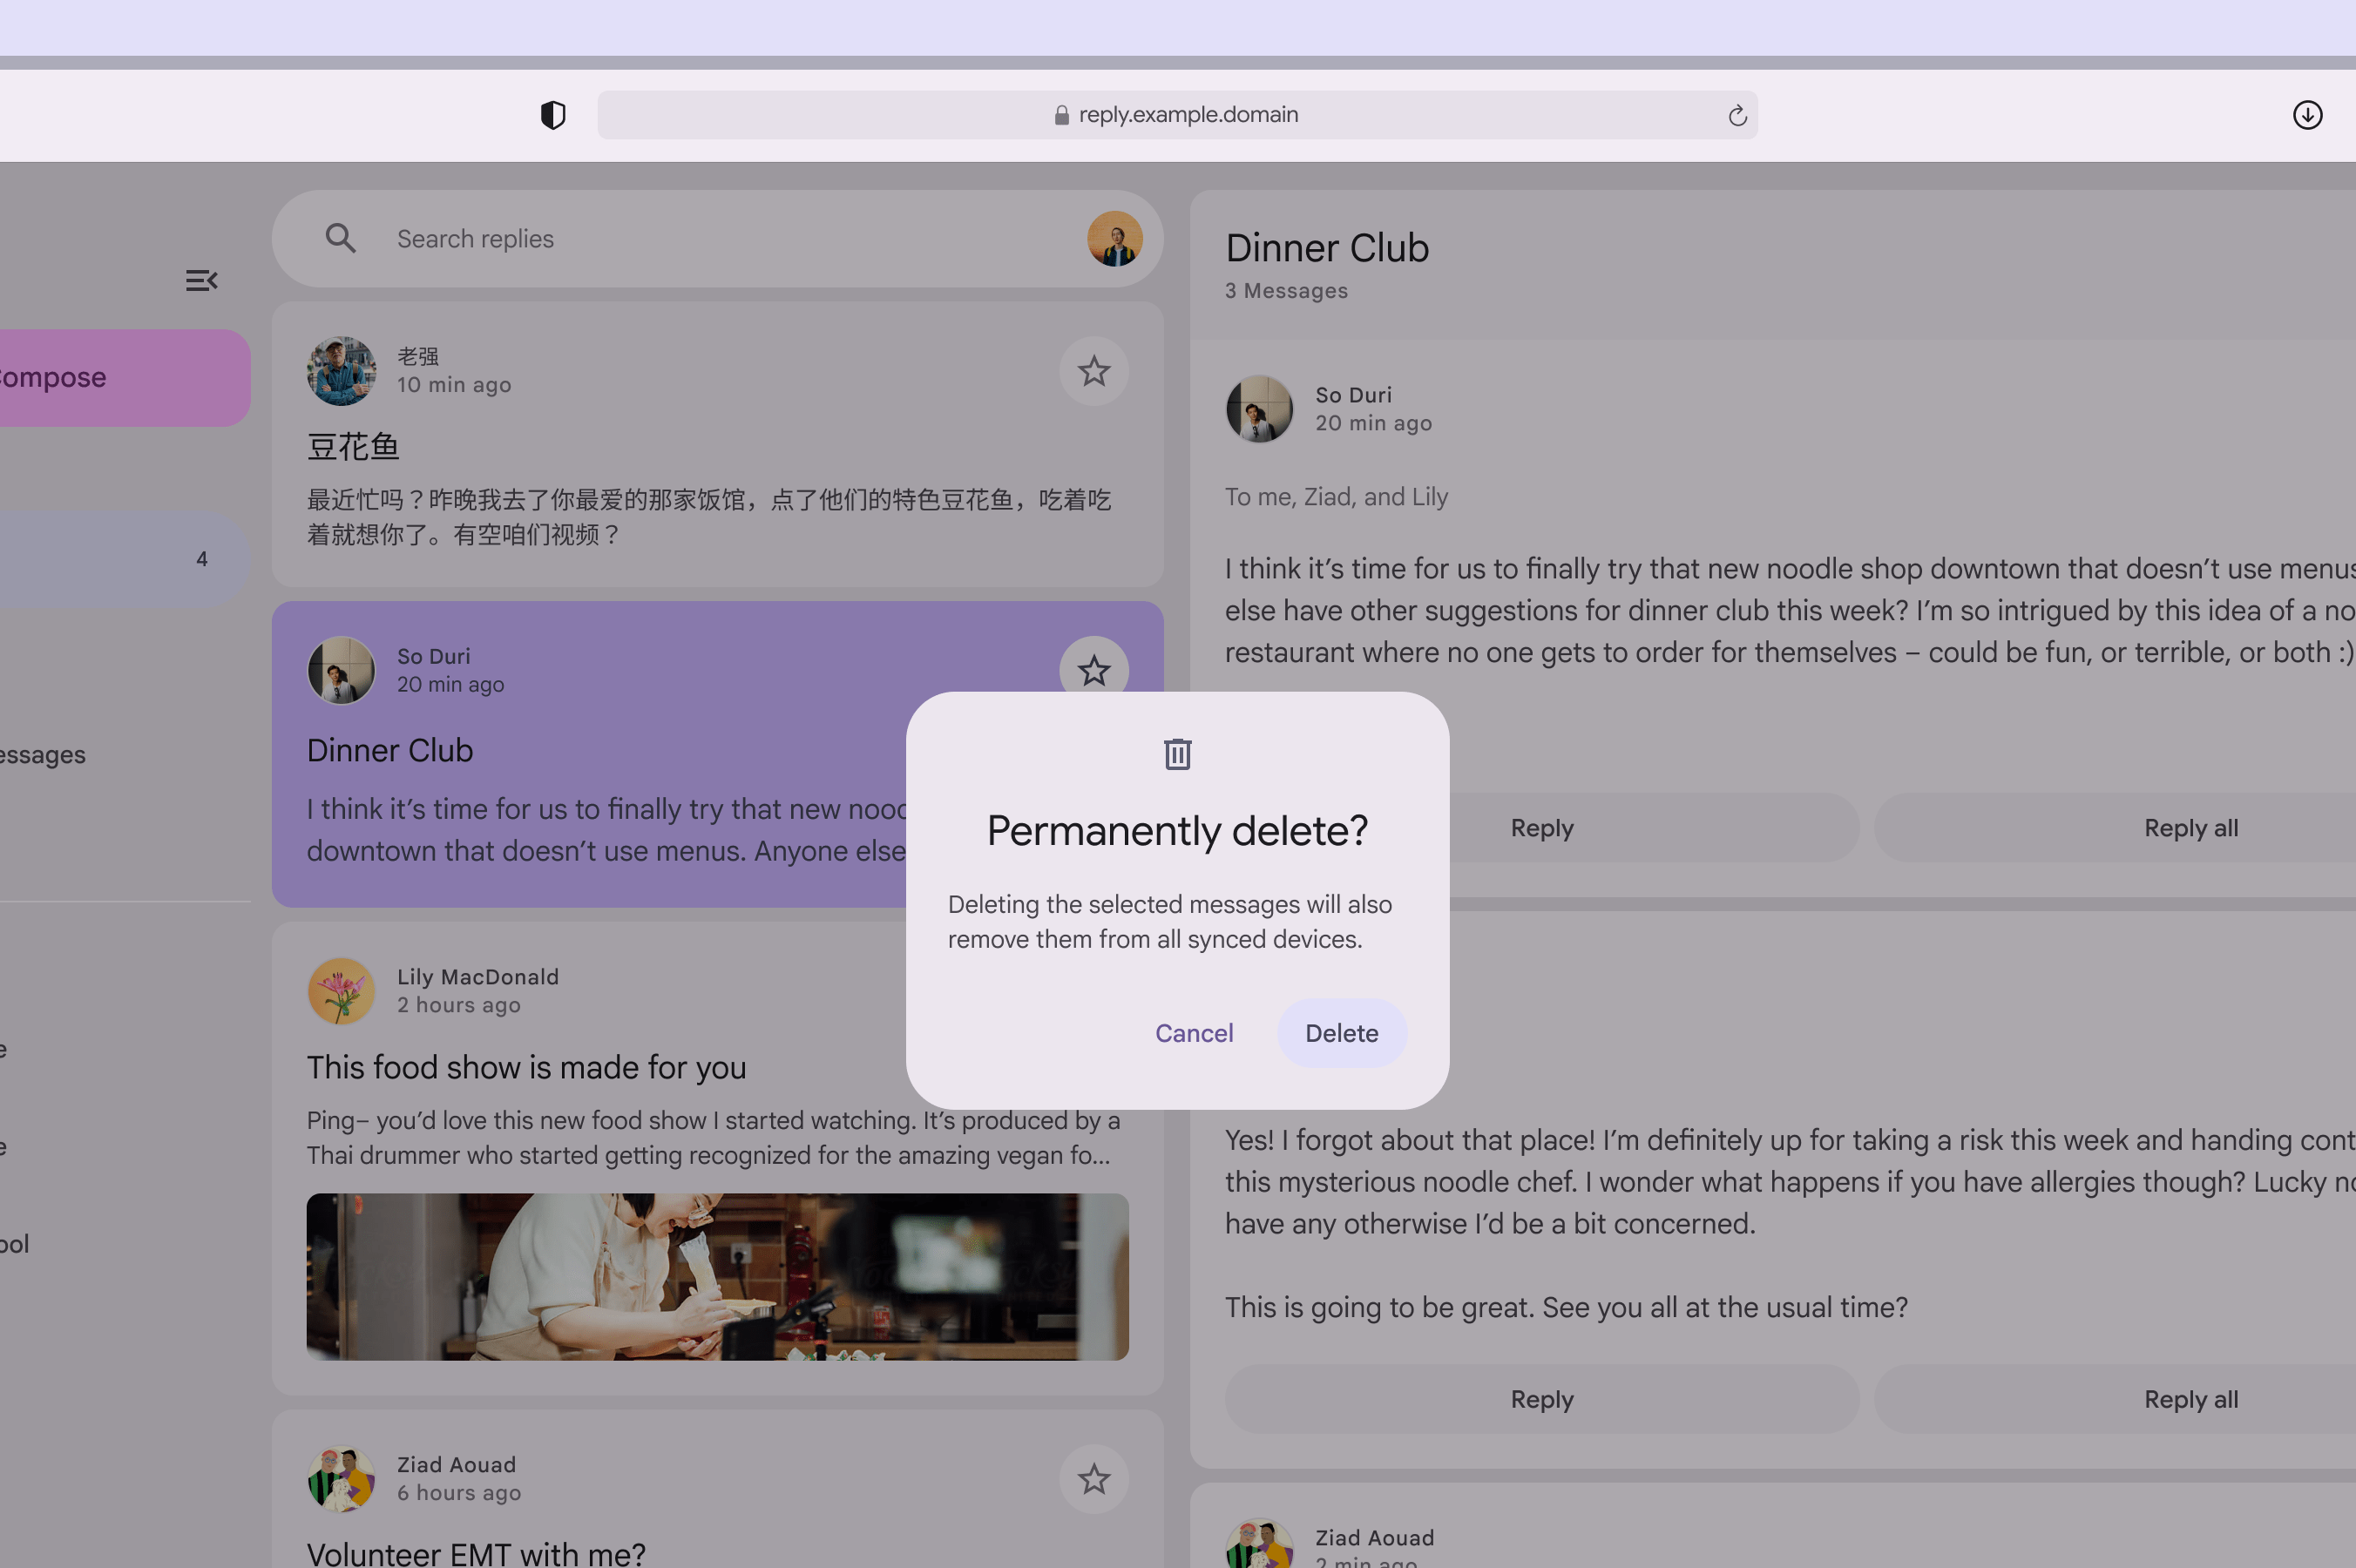 reply.example.domain
Search replies
Compose
4
essages
e
e
ool
老强
10 min ago
豆花鱼
最近忙吗？昨晚我去了你最爱的那家饭馆，点了他们的特色豆花鱼，吃着吃
着就想你了。有空咱们视频？
So Duri
20 min ago
Dinner Club
I think it’s time for us to finally try that new nood
downtown that doesn’t use menus. Anyone else
Lily MacDonald
2 hours ago
This food show is made for you
Ping– you’d love this new food show I started watching. It’s produced by a
Thai drummer who started getting recognized for the amazing vegan fo...
Ziad Aouad
6 hours ago
Volunteer EMT with me?
Dinner Club
3 Messages
So Duri
20 min ago
To me, Ziad, and Lily
I think it’s time for us to finally try that new noodle shop downtown that doesn’t use menus
else have other suggestions for dinner club this week? I’m so intrigued by this idea of a no
restaurant where no one gets to order for themselves – could be fun, or terrible, or both :)
Reply
Reply all
Yes! I forgot about that place! I’m definitely up for taking a risk this week and handing cont
this mysterious noodle chef. I wonder what happens if you have allergies though? Lucky no
have any otherwise I’d be a bit concerned.
This is going to be great. See you all at the usual time?
Reply
Reply all
Ziad Aouad
2 min ago
Permanently delete?
Deleting the selected messages will also
remove them from all synced devices.
Cancel
Delete